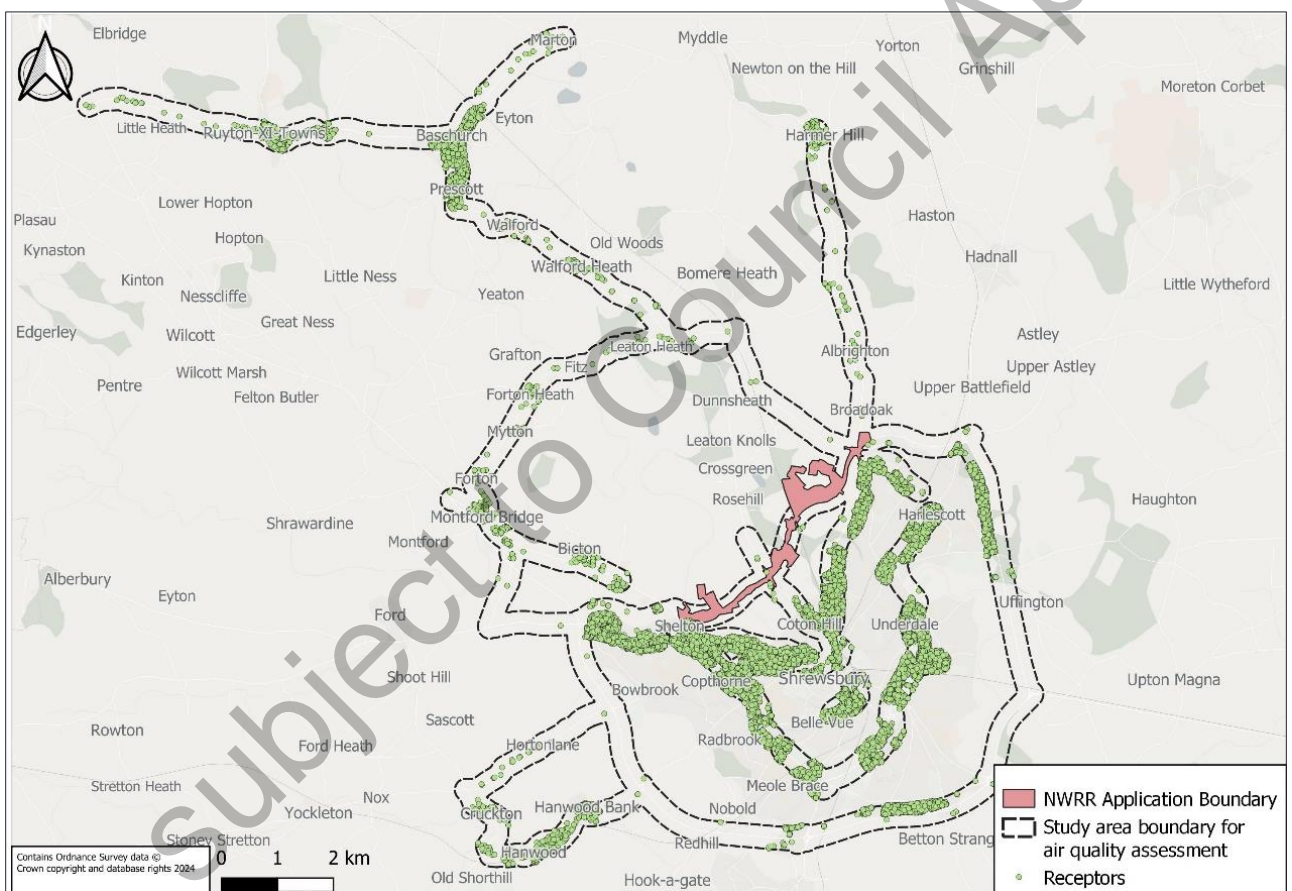 N
Elbridge
Marton
Myddle
Yorton
Newton on the Hill
Grinshill
Moreton Corbet
Little Heath
Ruyton-XI-Towns
Eyton
Baschurch
Harmer Hill
Prescott
Lower Hopton
Plasau
Hopton
Walford
Haston
Kynaston
Old Woods
Hadnall
Kinton
Little Ness
Walford Heath
Bomere Heath
Nesscliffe
Yeaton
Little Wytheford
Edgerley
Wilcott
Great Ness
Astley
Grafton
Leaton Heath
Albrighton
Wilcott Marsh
Fitz
Upper Astley
Pentre
Felton Butler
Forton Heath
Dunnsheath
Upper Battlefield
Broadoak
Mytton
Leaton Knolls
Crossgreen
Forton
Rosehill
Haughton
Shrawardine
Montford Bridge
Harlescott
Montford
Bicton
Alberbury
Eyton
Ford
Uffington
Shelton
Coton Hill
Underdale
Shoot Hill
Bowbrook
Copthorne
Shrewsbury
Upton Magna
Rowton
Sascott
Belle Vue
Ford Heath
Hortonlane
Radbrook
Stretton Heath
Nox
Meole Brace
Yockleton
Cruckton
Hanwood Bank
Nobold
Stoney Stretton
Hanwood
Redhill
Betton Strang
Old Shorthill
Hook-a-gate
Contains Ordnance Survey data ©
Crown copyright and database rights 2024
0 1 2 km
NWRR Application Boundary
Study area boundary for
air quality assessment
Receptors
subject to Council Ap